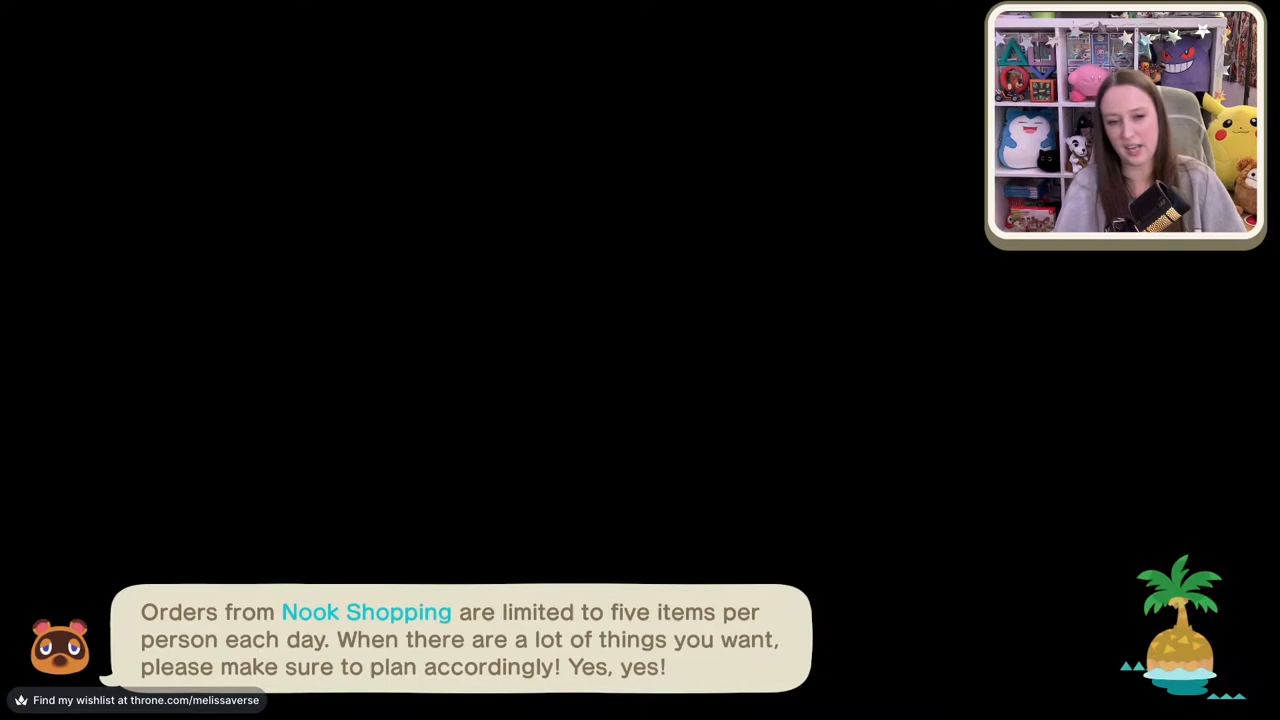 Orders from Nook Shopping are limited to five items per
person each day. When there are a lot of things you want,
please make sure to plan accordingly! Yes, yes!
Find my wishlist at throne.com/melissaverse